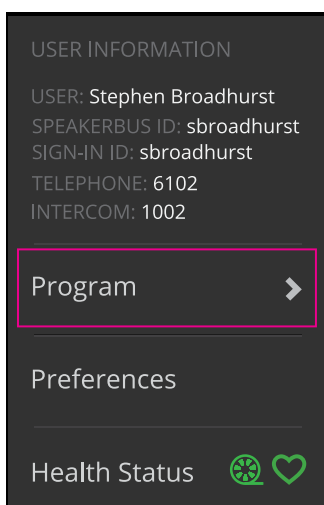 USER INFORMATION
USER: Stephen Broadhurst
SPEAKERBUS ID: sbroadhurst
SIGN-IN ID: sbroadhurst
TELEPHONE: 6102
INTERCOM: 1002
Program
Preferences
Health Status